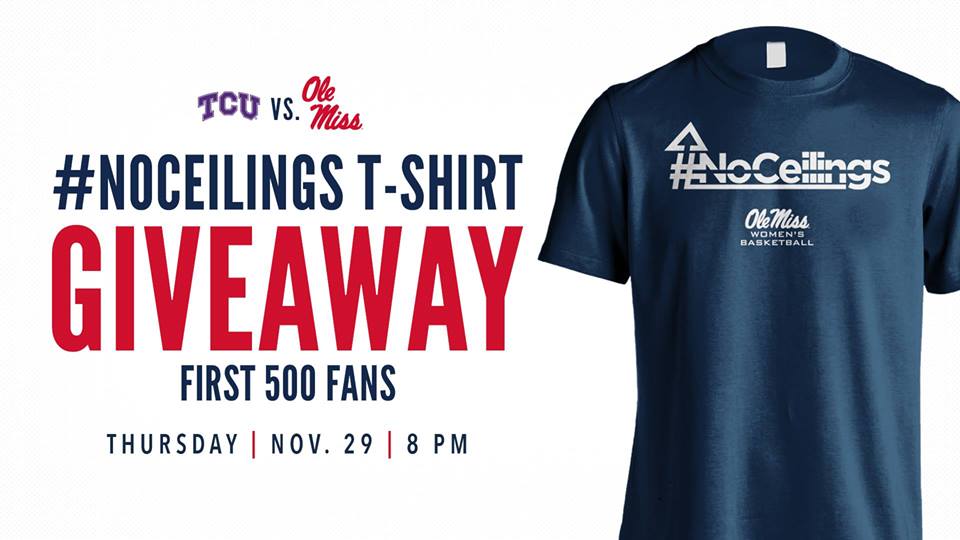 TCU VS. Ole Miss
#NOCEILINGS T-SHIRT
GIVEAWAY
FIRST 500 FANS
THURSDAY | NOV. 29 | 8 PM
#NoCeilings
Ole Miss
WOMEN'S
BASKETBALL